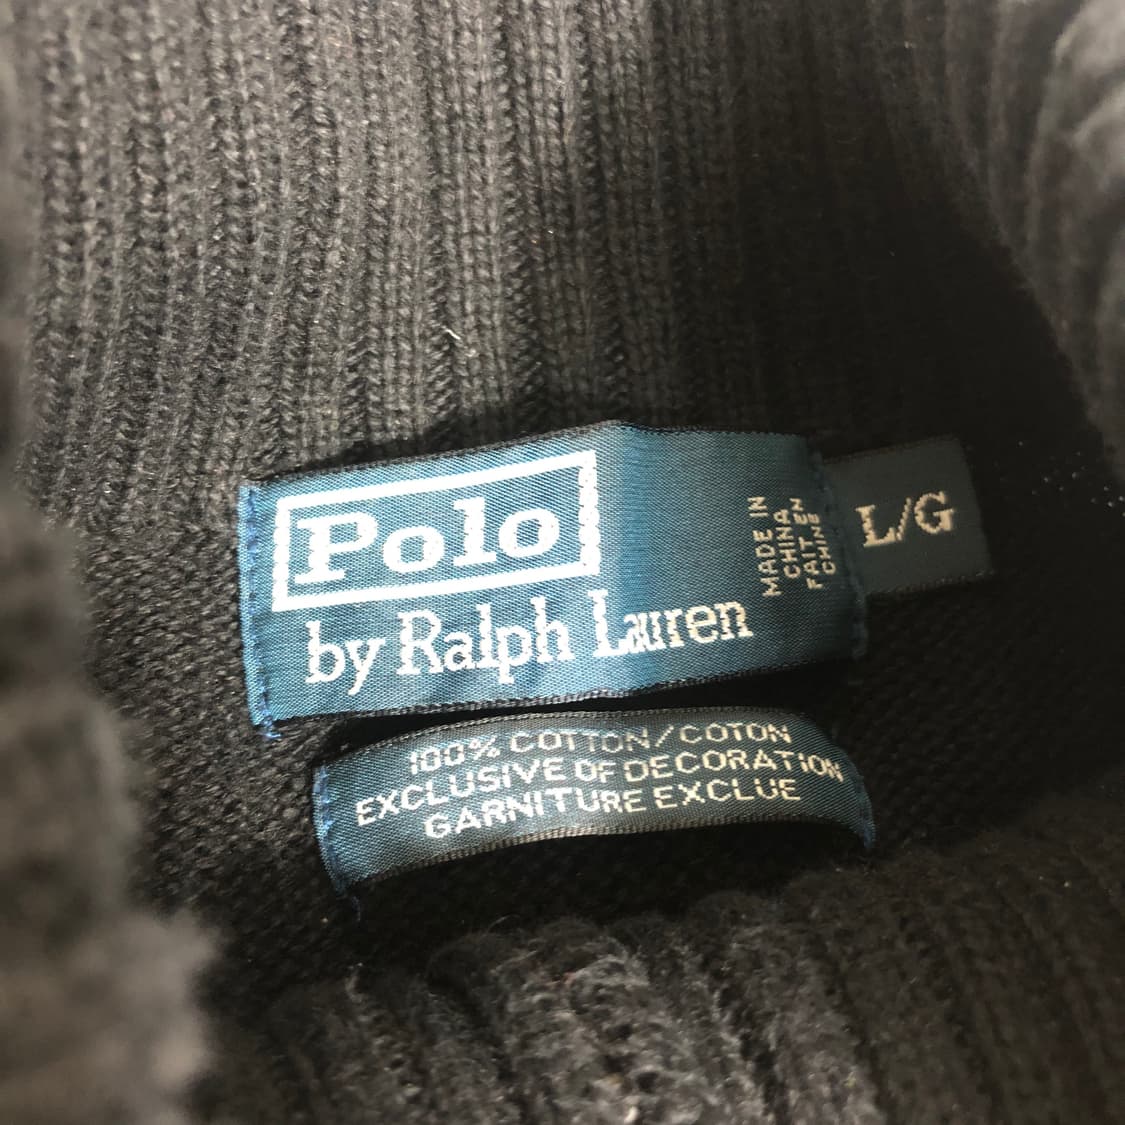 Polo
by Ralph Lauren
MADE IN
CHINA
FAIT EN
CHINE
L/G
100% COTTON/COTON
EXCLUSIVE OF DECORATION
GARNITURE EXCLUE